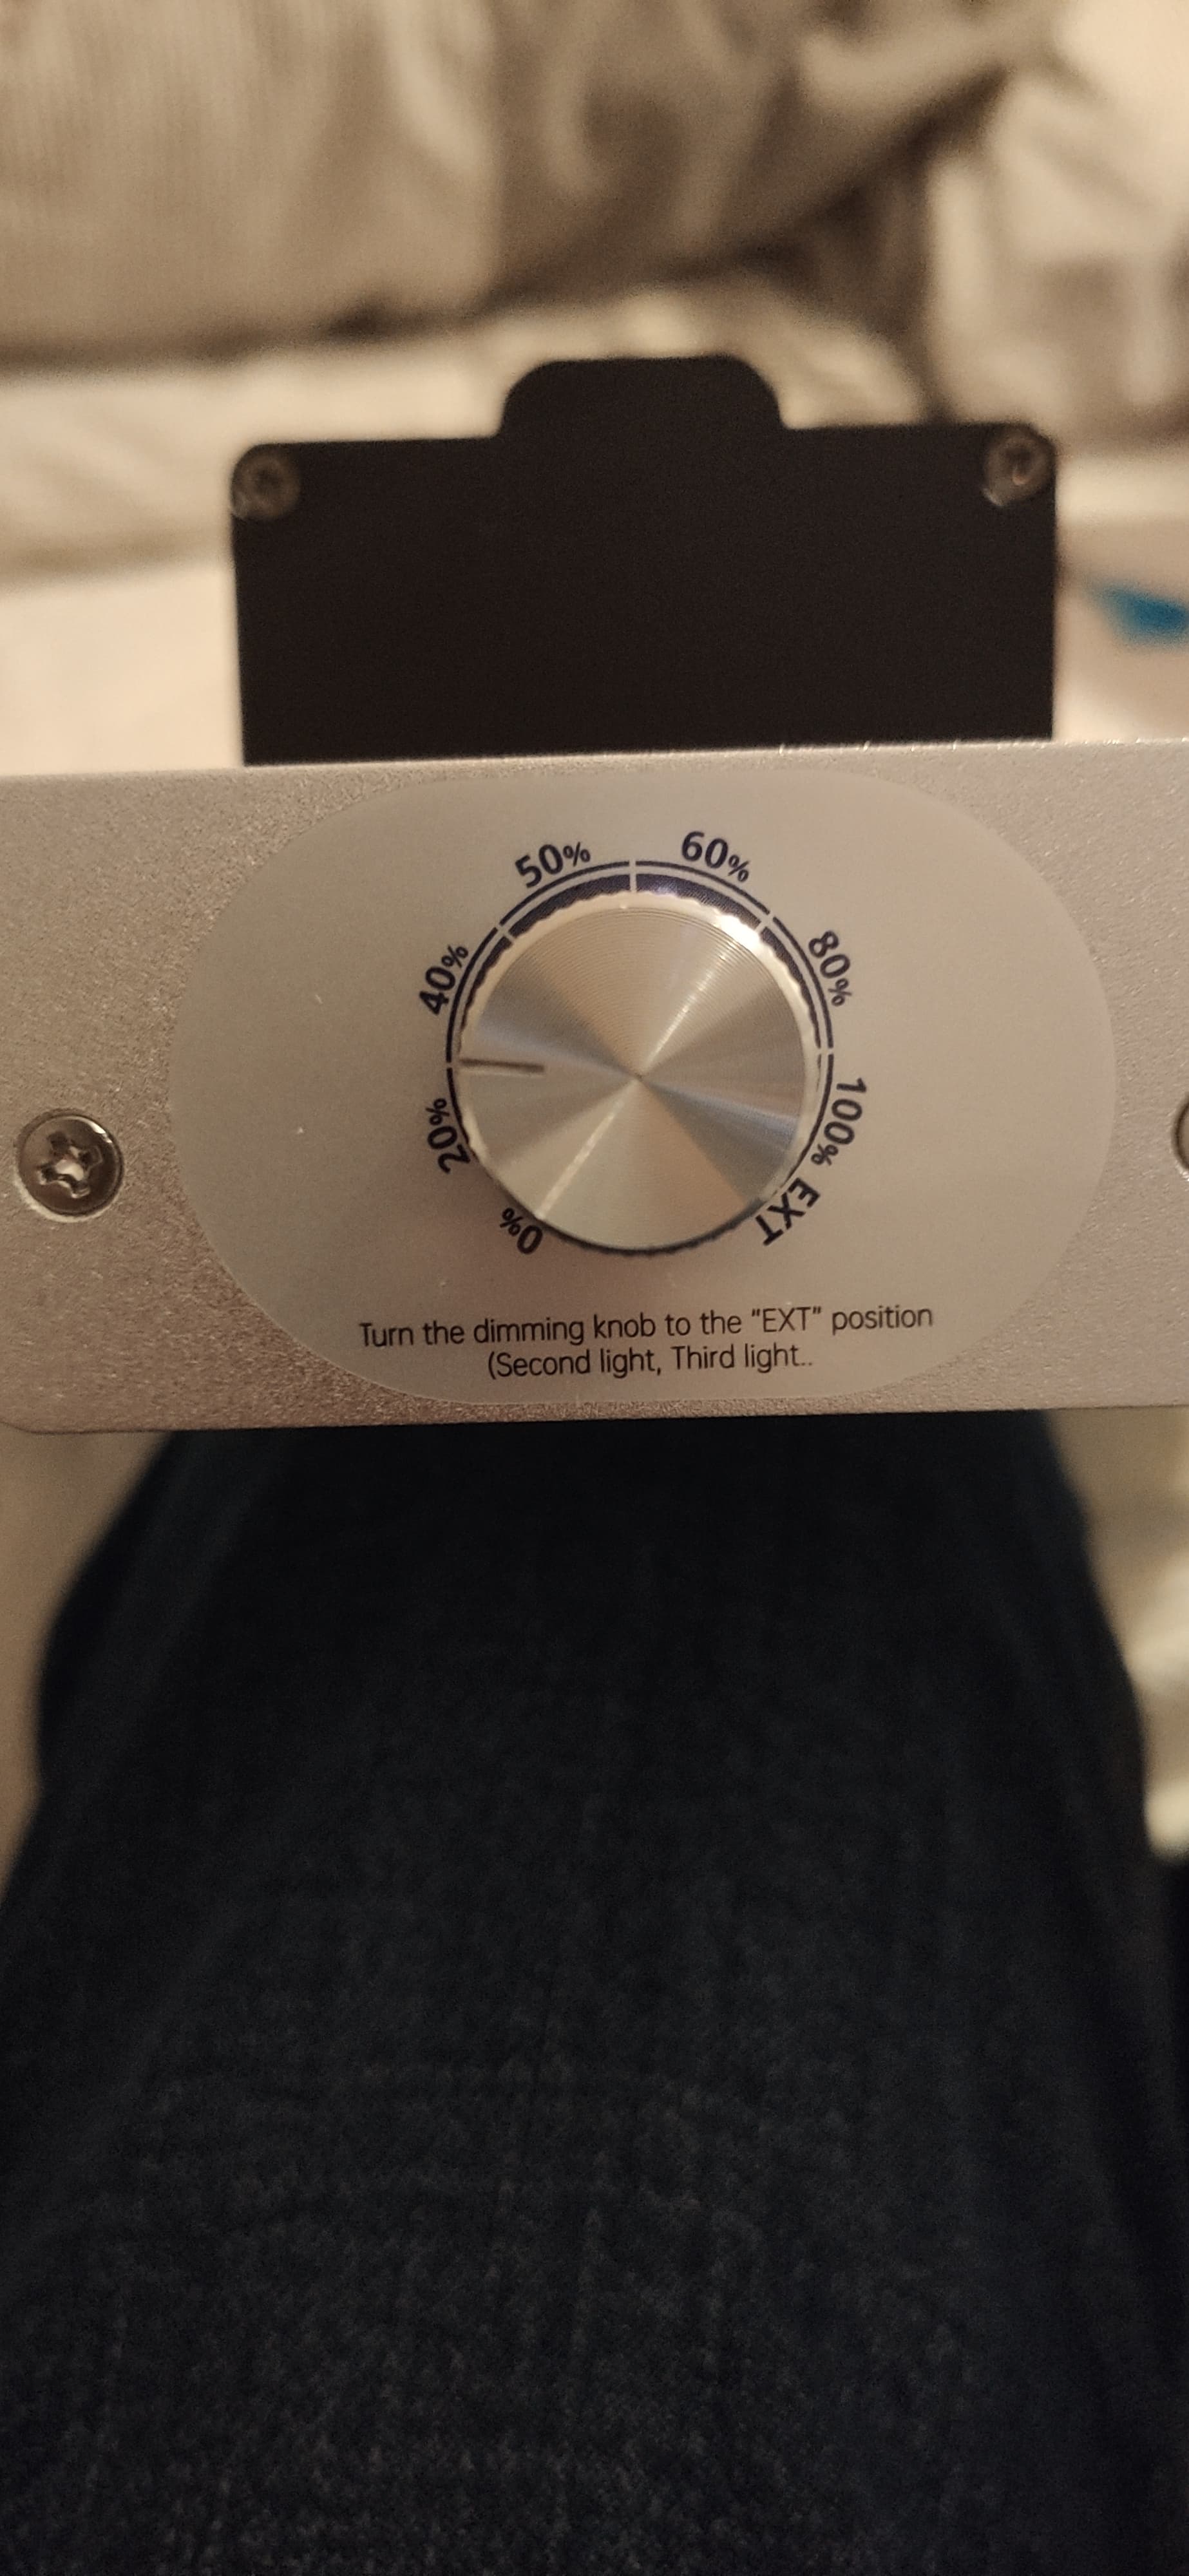 0%
20%
40%
50%
60%
80%
100%
EXT
Turn the dimming knob to the "EXT" position
(Second light, Third light..